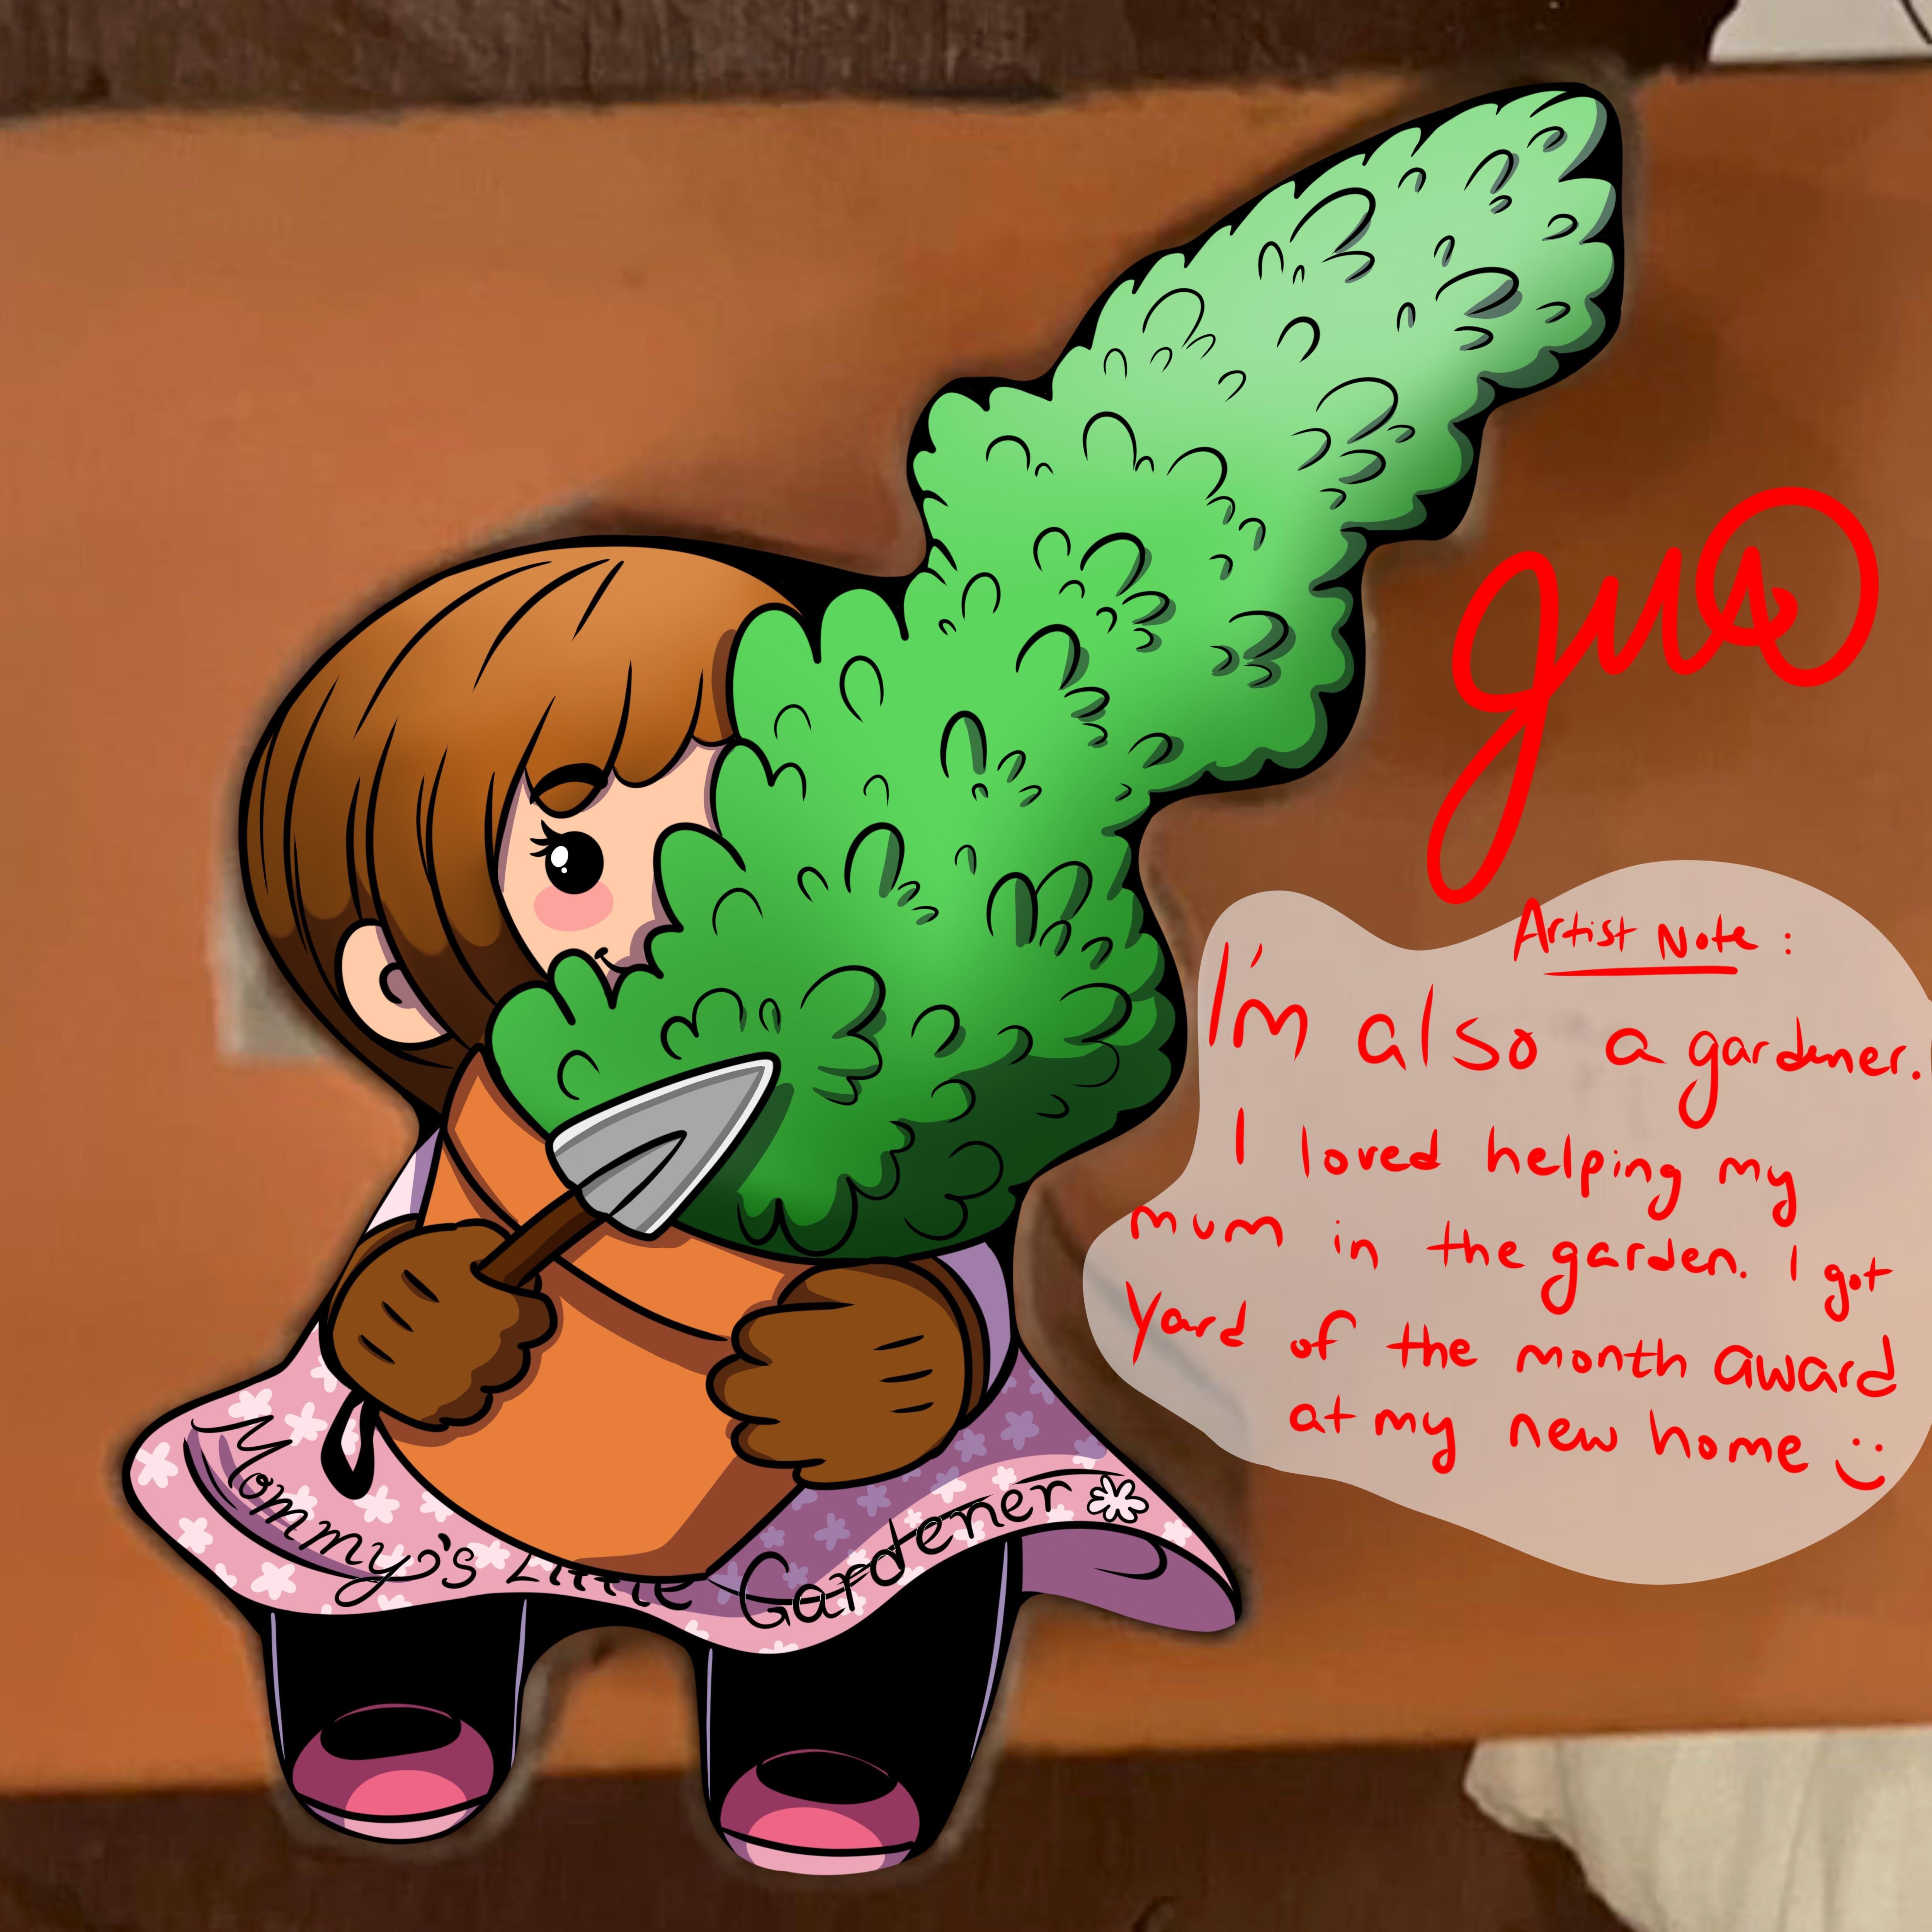 Artist Note :
I'm also a gardener.
I loved helping my
mum in the garden. I got
Yard of the month award
at my new home :)
Mommy's Little Gardener